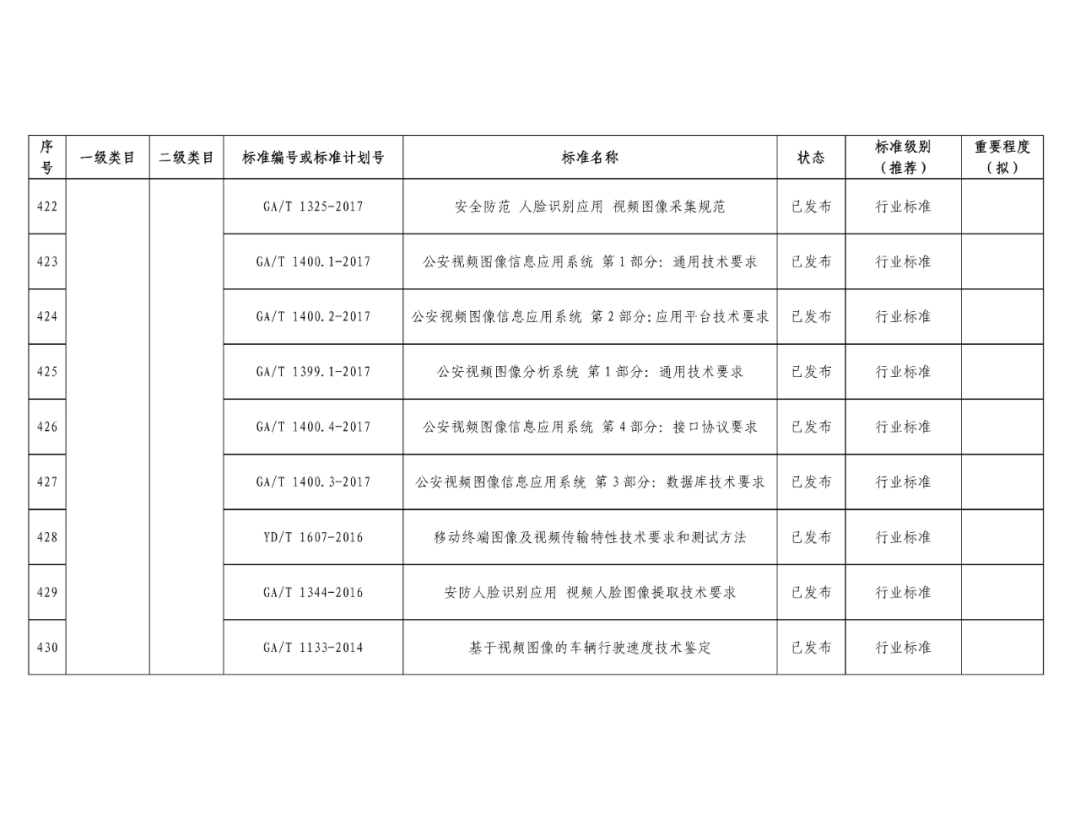 序号 一级类目 二级类目 标准编号或标准计划号 标准名称 状态 标准级别（推荐） 重要程度（拟）
422 GA/T 1325-2017 安全防范 人脸识别应用 视频图像采集规范 已发布 行业标准
423 GA/T 1400.1-2017 公安视频图像信息应用系统 第1部分：通用技术要求 已发布 行业标准
424 GA/T 1400.2-2017 公安视频图像信息应用系统 第2部分:应用平台技术要求 已发布 行业标准
425 GA/T 1399.1-2017 公安视频图像分析系统 第1部分：通用技术要求 已发布 行业标准
426 GA/T 1400.4-2017 公安视频图像信息应用系统 第4部分：接口协议要求 已发布 行业标准
427 GA/T 1400.3-2017 公安视频图像信息应用系统 第3部分：数据库技术要求 已发布 行业标准
428 YD/T 1607-2016 移动终端图像及视频传输特性技术要求和测试方法 已发布 行业标准
429 GA/T 1344-2016 安防人脸识别应用 视频人脸图像提取技术要求 已发布 行业标准
430 GA/T 1133-2014 基于视频图像的车辆行驶速度技术鉴定 已发布 行业标准